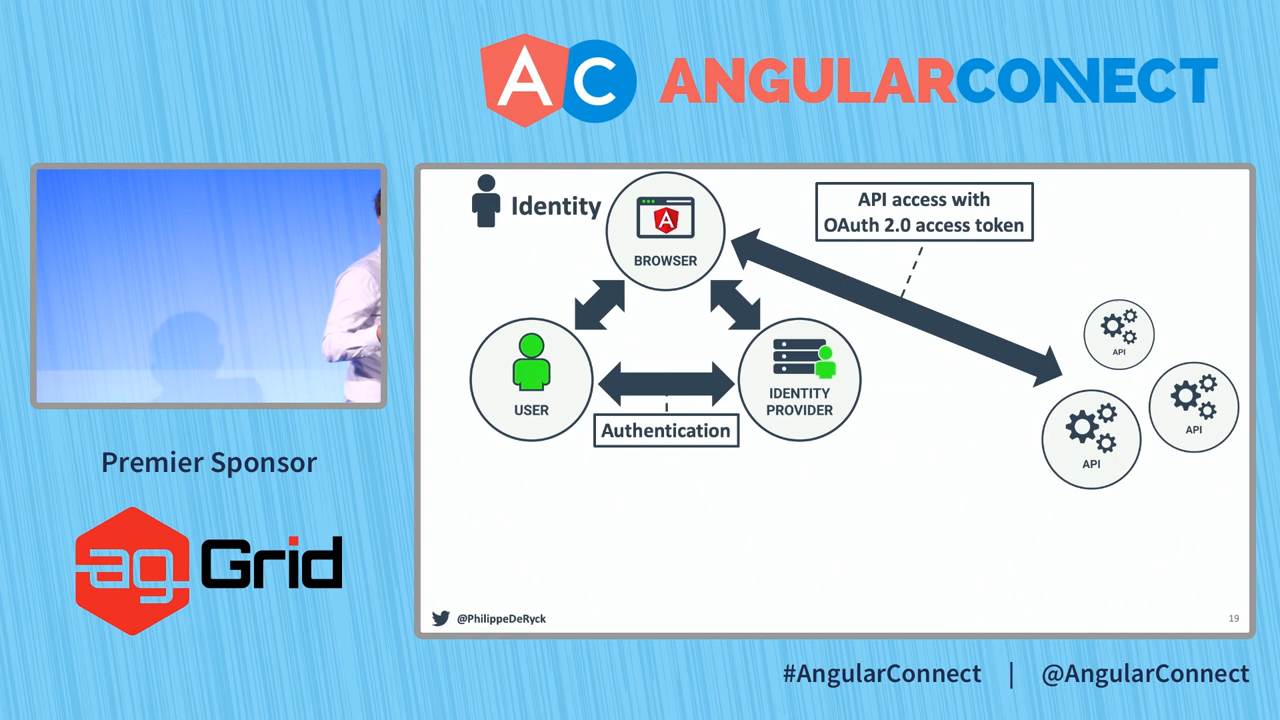 AC ANGULARCONNECT
Identity
BROWSER
API access with
OAuth 2.0 access token
API
API
API
USER
IDENTITY
PROVIDER
Authentication
@PhilippeDeRyck
19
Premier Sponsor
ag Grid
#AngularConnect | @AngularConnect